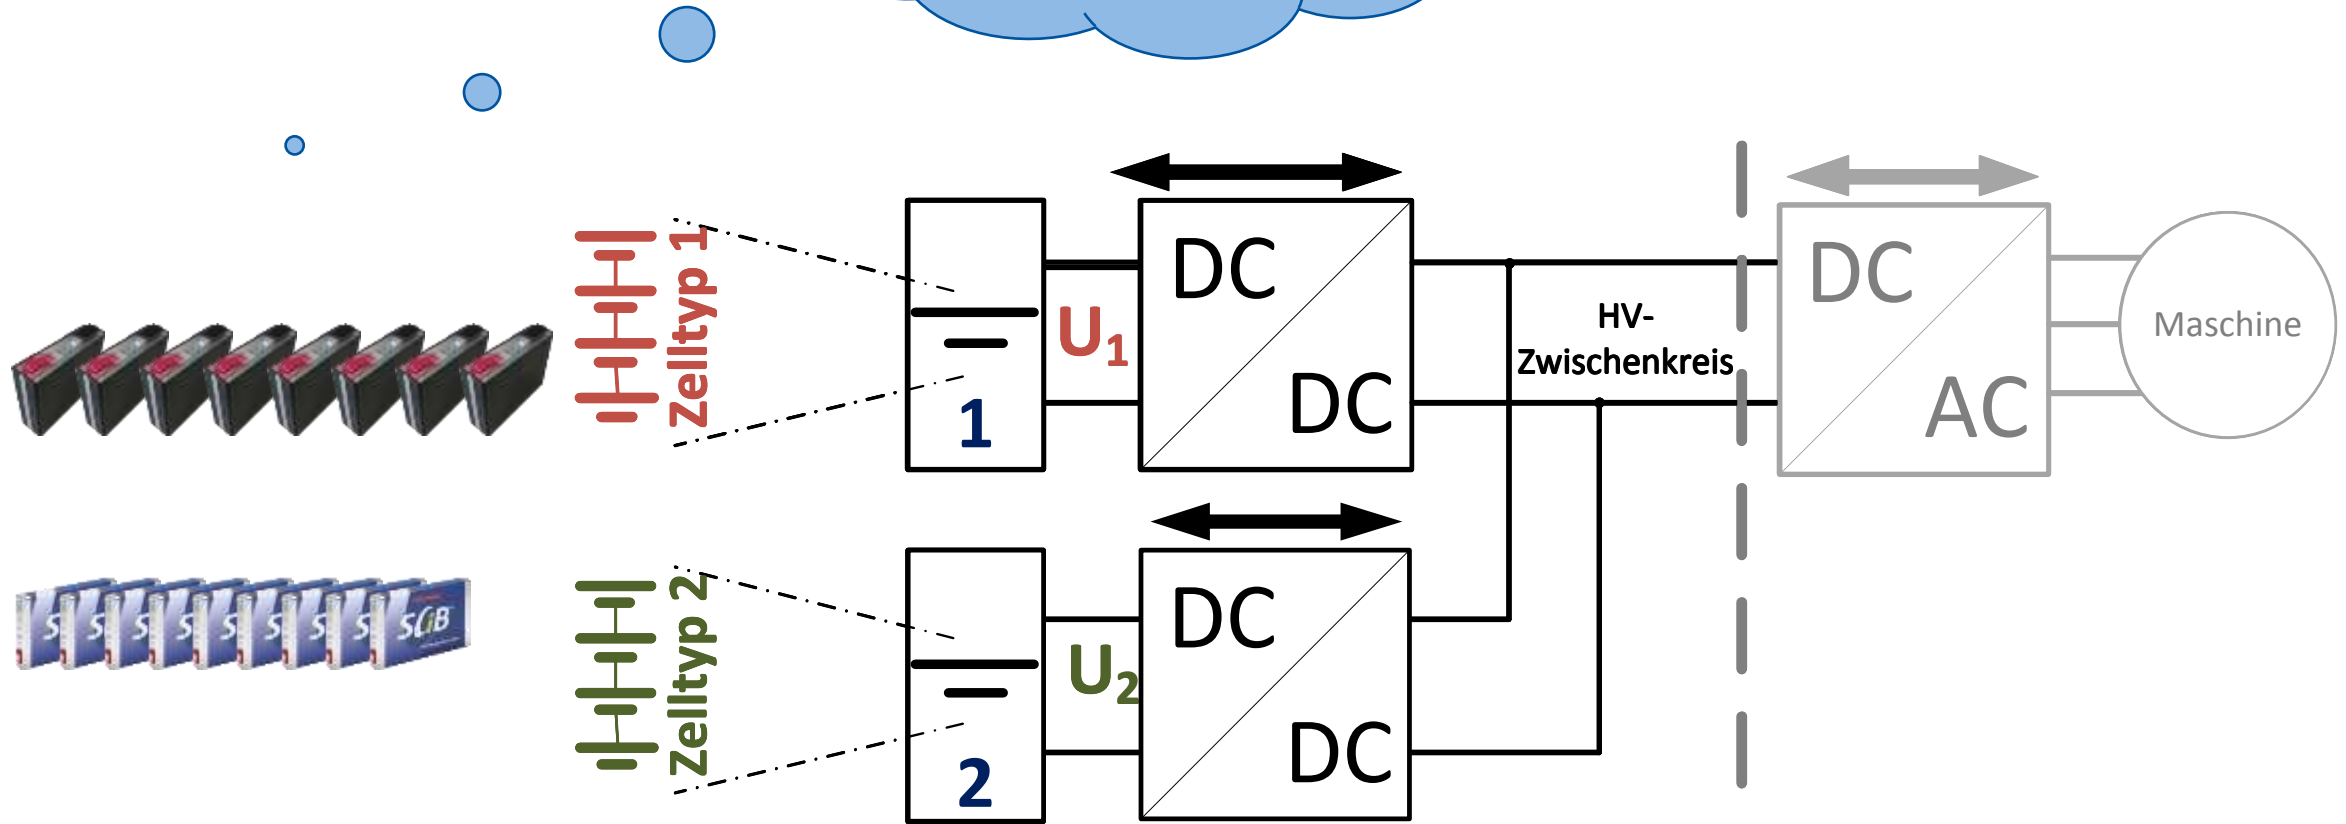 Zelltyp 1
1
U1
DC
DC
HV-
Zwischenkreis
DC
AC
Maschine
S
S
S
S
S
S
S
S
SCiB
Zelltyp 2
2
U2
DC
DC